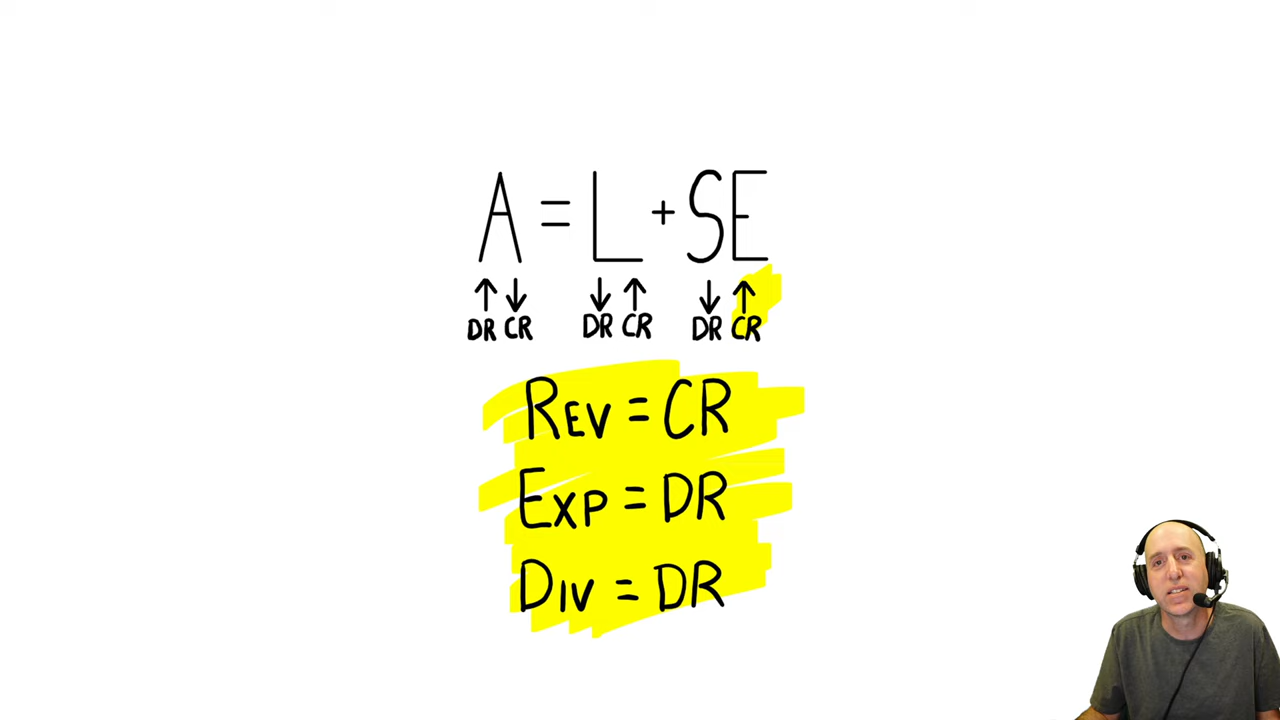 A = L + SE
↑ ↓ ↓ ↑ ↓ ↑
DR CR DR CR DR CR
REV = CR
EXP = DR
DIV = DR